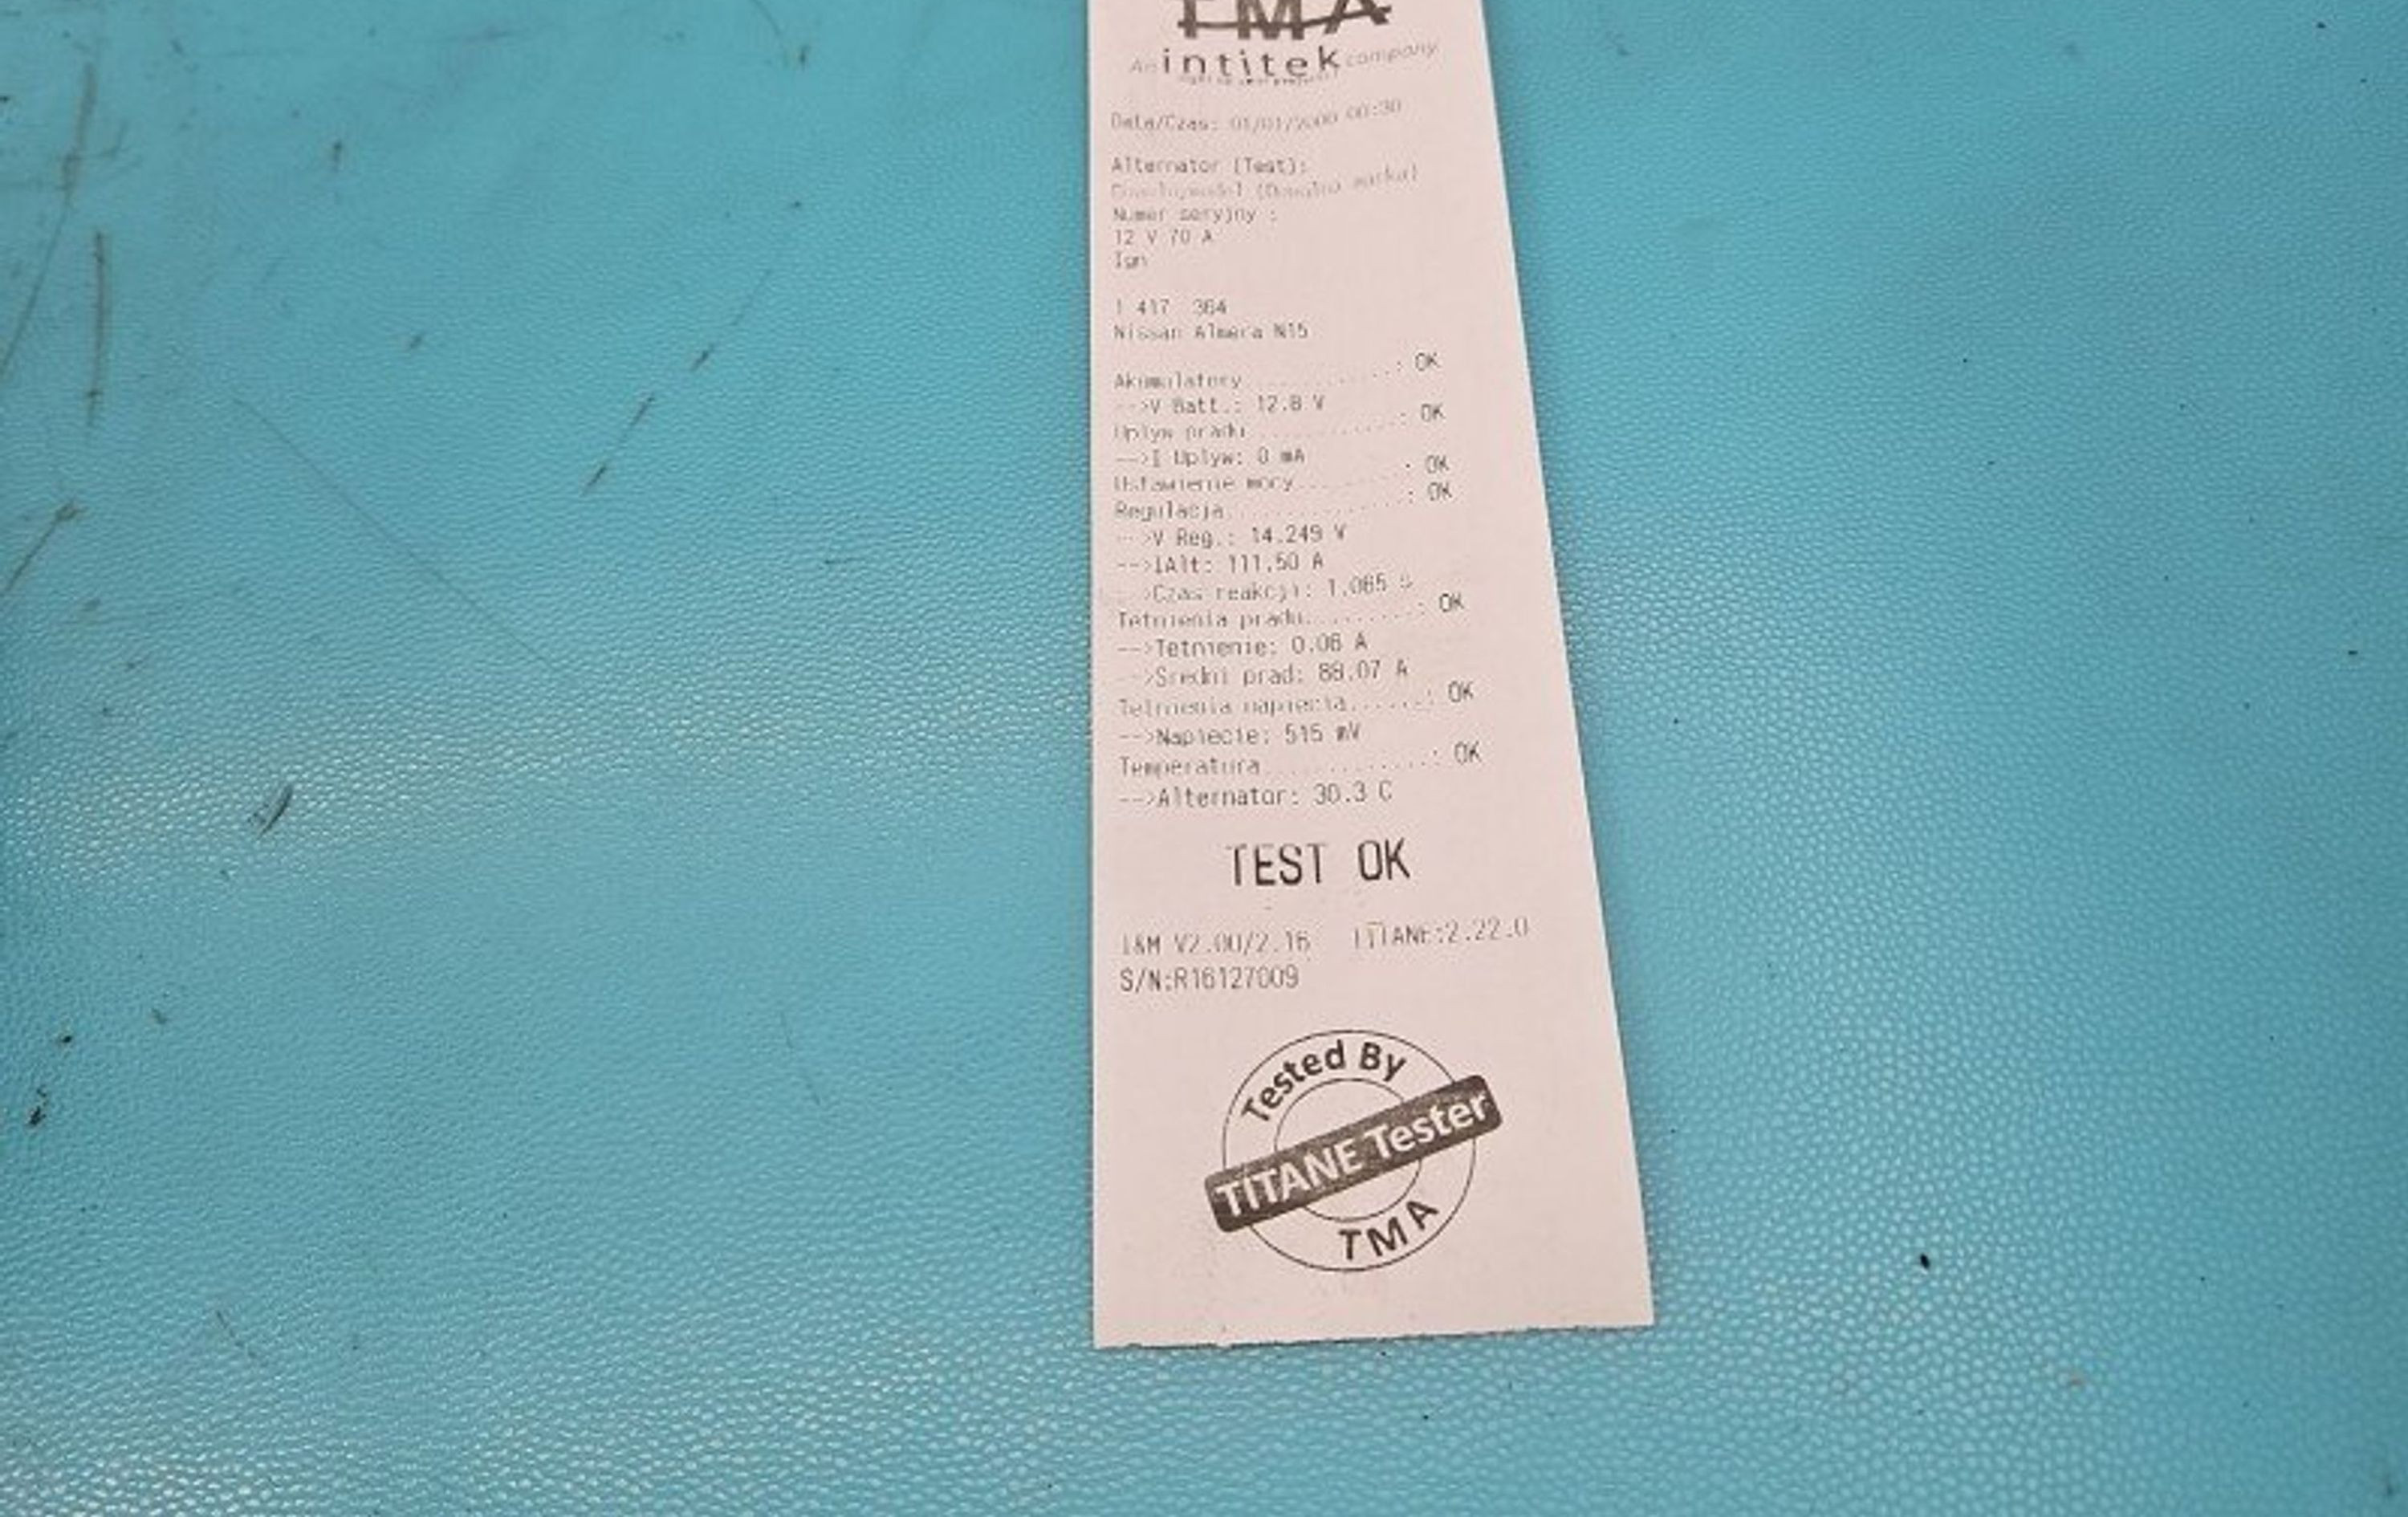 TMA
An intitek company
Data/Czas: 01/01/2000 00:30
Alternator (Test):
Numer seryjny :
12 V 70 A
Ign
1 417 364
Nissan Almera N15
Akumulatory...............: OK
-->V Batt.: 12.8 V
Uplyw pradu...............: OK
-->I Uplyw: 0 mA
Ustawienie mocy...........: OK
Regulacja.................: OK
-->V Reg.: 14.249 V
-->IAlt: 111.50 A
-->Czas reakcji: 1.065 s
Tetnienia pradu...........: OK
-->Tetnienie: 0.06 A
-->Sredni prad: 88.07 A
Tetnienia napiecia........: OK
-->Napiecie: 515 mV
Temperatura...............: OK
-->Alternator: 30.3 C
TEST OK
I&M V2.00/2.16 TITANE:2.22.0
S/N:R16127009
Tested By
TITANE Tester
TMA